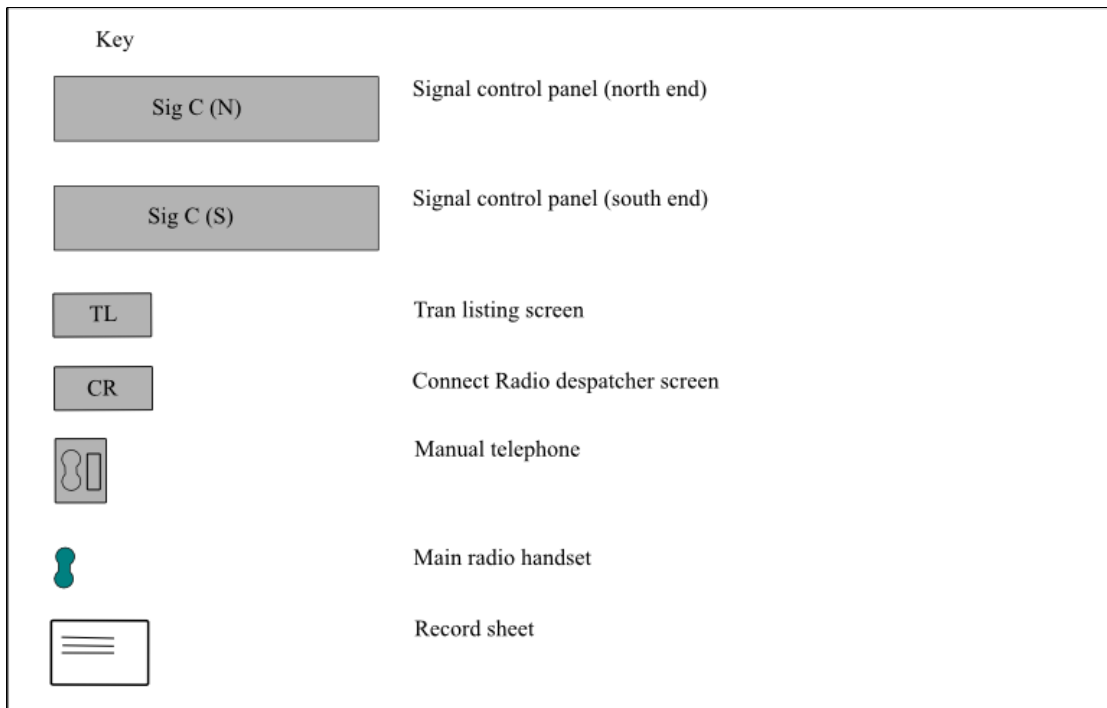 Key
Sig C (N) Signal control panel (north end)
Sig C (S) Signal control panel (south end)
TL Tran listing screen
CR Connect Radio despatcher screen
Manual telephone
Main radio handset
Record sheet